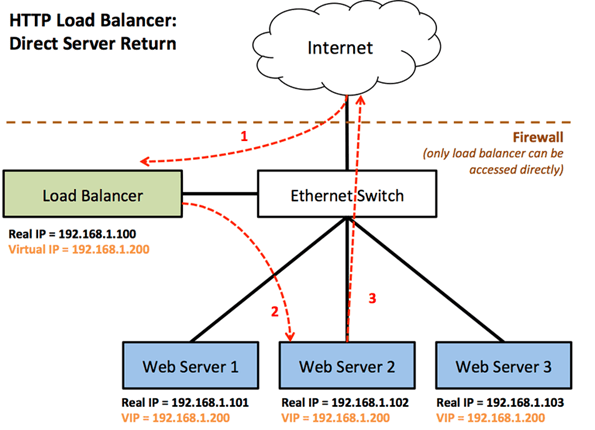 HTTP Load Balancer:
Direct Server Return
Internet
1
Firewall
(only load balancer can be
accessed directly)
Load Balancer
Ethernet Switch
Real IP = 192.168.1.100
Virtual IP = 192.168.1.200
2
3
Web Server 1
Web Server 2
Web Server 3
Real IP = 192.168.1.101
VIP = 192.168.1.200
Real IP = 192.168.1.102
VIP = 192.168.1.200
Real IP = 192.168.1.103
VIP = 192.168.1.200